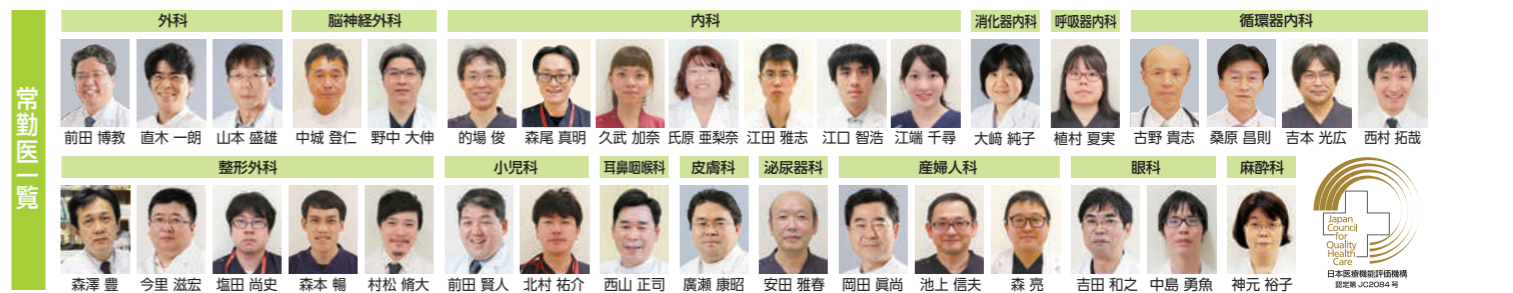 常勤医一覧
外科 脳神経外科 内科 消化器内科 呼吸器内科 循環器内科
前田 博教 直木 一朗 山本 盛雄 中城 登仁 野中 大伸 的場 俊 森尾 真明 久武 加奈 氏原 亜梨奈 江田 雅志 江口 智浩 江端 千尋 大﨑 純子 植村 夏実 古野 貴志 桑原 昌則 吉本 光広 西村 拓哉
整形外科 小児科 耳鼻咽喉科 皮膚科 泌尿器科 産婦人科 眼科 麻酔科
森澤 豊 今里 滋宏 塩田 尚史 森本 暢 村松 脩大 前田 賢人 北村 祐介 西山 正司 廣瀬 康昭 安田 雅春 岡田 眞尚 池上 信夫 森 亮 吉田 和之 中島 勇魚 神元 裕子
Japan
Council
for
Quality
Health
Care
日本医療機能評価機構
認定第 JC2084 号